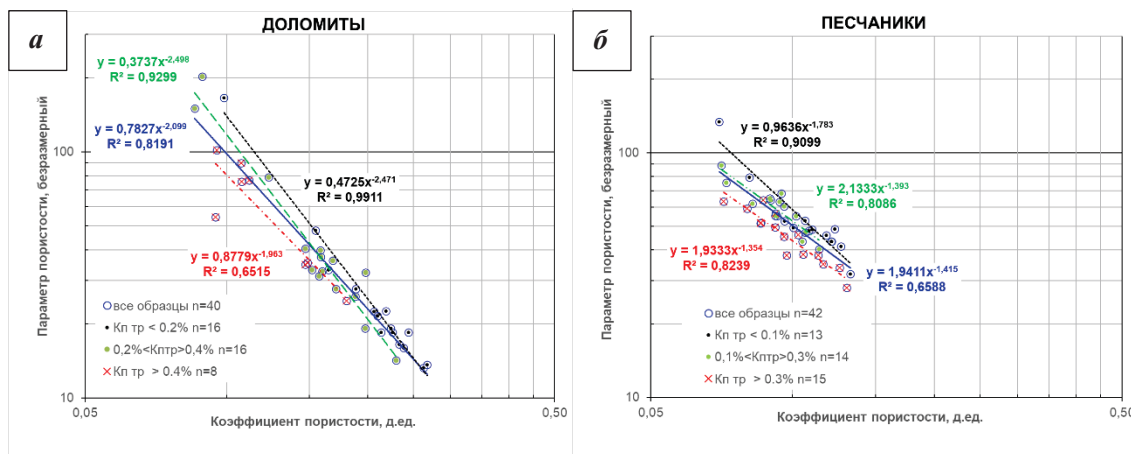 а
ДОЛОМИТЫ
Параметр пористости, безразмерный
100
10
y = 0,3737x-2,498
R² = 0,9299
y = 0,7827x-2,099
R² = 0,8191
y = 0,4725x-2,471
R² = 0,9911
y = 0,8779x-1,963
R² = 0,6515
все образцы n=40
Кп тр < 0.2% n=16
0,2%<Кптр>0,4% n=16
Кп тр > 0.4% n=8
0,05
0,50
Коэффициент пористости, д.ед.
б
ПЕСЧАНИКИ
Параметр пористости, безразмерный
100
10
y = 0,9636x-1,783
R² = 0,9099
y = 2,1333x-1,393
R² = 0,8086
y = 1,9333x-1,354
R² = 0,8239
y = 1,9411x-1,415
R² = 0,6588
все образцы n=42
Кп тр < 0.1% n=13
0,1%<Кптр>0,3% n=14
Кп тр > 0.3% n=15
0,05
0,50
Коэффициент пористости, д.ед.